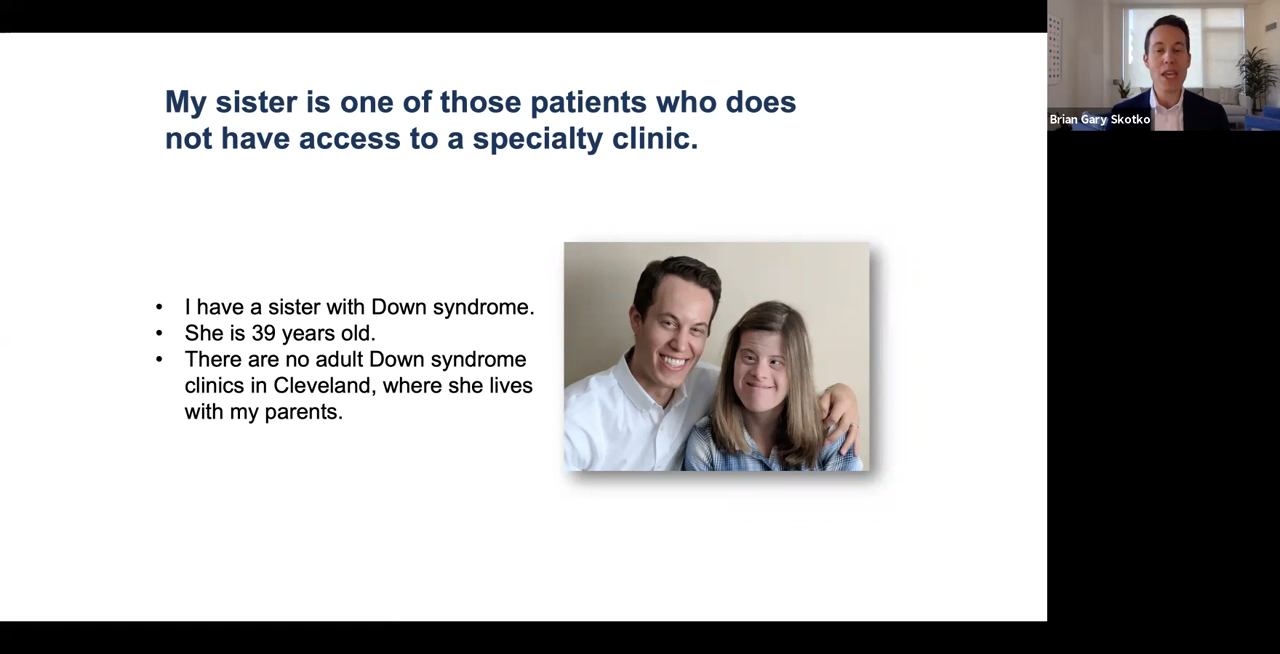 My sister is one of those patients who does
not have access to a specialty clinic.
• I have a sister with Down syndrome.
• She is 39 years old.
• There are no adult Down syndrome
clinics in Cleveland, where she lives
with my parents.
Brian Gary Skotko